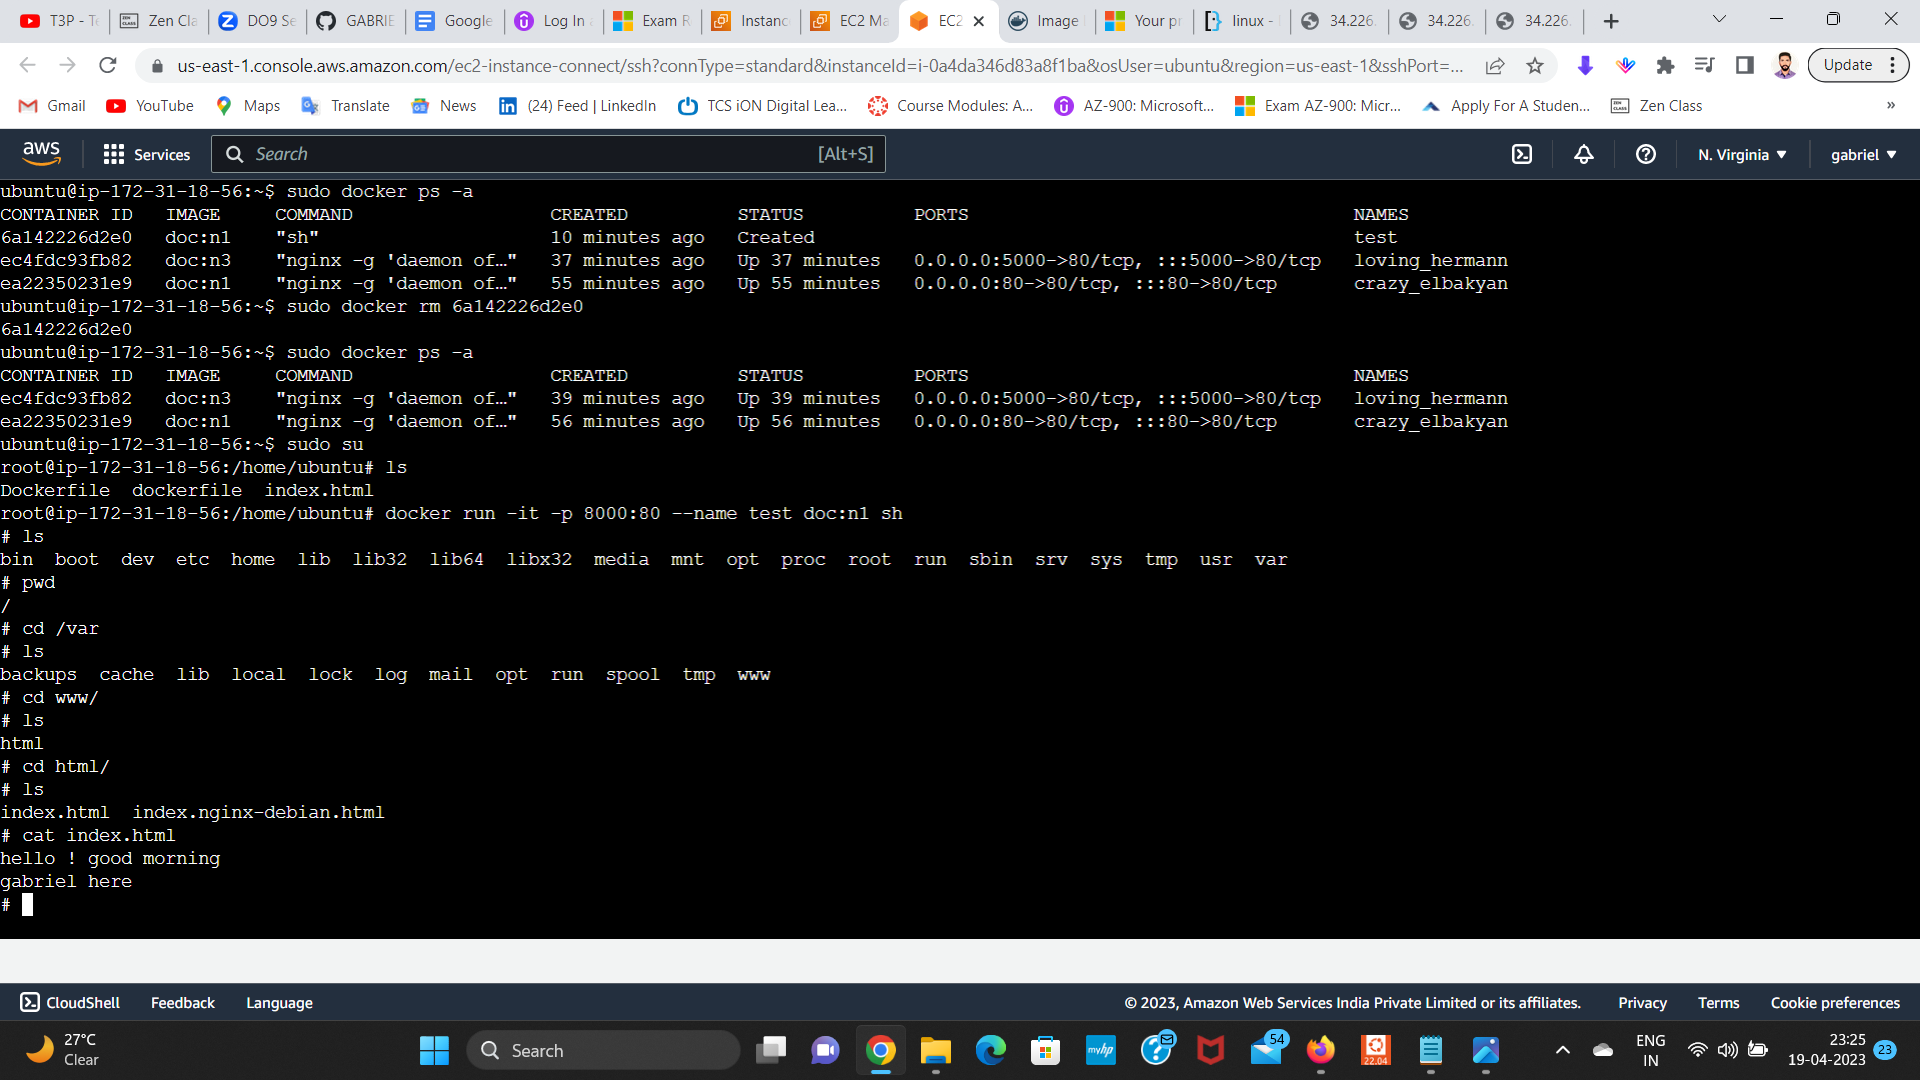 T3P - T
Zen Cla
DO9 Se
GABRIE
Google
Log In
Exam R
Instanc
EC2 Ma
EC2
Image
Your pr
linux -
34.226.
34.226.
34.226.
us-east-1.console.aws.amazon.com/ec2-instance-connect/ssh?connType=standard&instanceId=i-0a4da346d83a8f1ba&osUser=ubuntu&region=us-east-1&sshPort=...
Update
Gmail YouTube Maps Translate News (24) Feed | LinkedIn TCS iON Digital Lea... Course Modules: A... AZ-900: Microsoft... Exam AZ-900: Micr... Apply For A Studen... Zen Class »
aws Services Search [Alt+S] N. Virginia gabriel
ubuntu@ip-172-31-18-56:~$ sudo docker ps -a
CONTAINER ID IMAGE COMMAND CREATED STATUS PORTS NAMES
6a142226d2e0 doc:n1 "sh" 10 minutes ago Created test
ec4fdc93fb82 doc:n3 "nginx -g 'daemon of…" 37 minutes ago Up 37 minutes 0.0.0.0:5000->80/tcp, :::5000->80/tcp loving_hermann
ea22350231e9 doc:n1 "nginx -g 'daemon of…" 55 minutes ago Up 55 minutes 0.0.0.0:80->80/tcp, :::80->80/tcp crazy_elbakyan
ubuntu@ip-172-31-18-56:~$ sudo docker rm 6a142226d2e0
6a142226d2e0
ubuntu@ip-172-31-18-56:~$ sudo docker ps -a
CONTAINER ID IMAGE COMMAND CREATED STATUS PORTS NAMES
ec4fdc93fb82 doc:n3 "nginx -g 'daemon of…" 39 minutes ago Up 39 minutes 0.0.0.0:5000->80/tcp, :::5000->80/tcp loving_hermann
ea22350231e9 doc:n1 "nginx -g 'daemon of…" 56 minutes ago Up 56 minutes 0.0.0.0:80->80/tcp, :::80->80/tcp crazy_elbakyan
ubuntu@ip-172-31-18-56:~$ sudo su
root@ip-172-31-18-56:/home/ubuntu# ls
Dockerfile dockerfile index.html
root@ip-172-31-18-56:/home/ubuntu# docker run -it -p 8000:80 --name test doc:n1 sh
# ls
bin boot dev etc home lib lib32 lib64 libx32 media mnt opt proc root run sbin srv sys tmp usr var
# pwd
/
# cd /var
# ls
backups cache lib local lock log mail opt run spool tmp www
# cd www/
# ls
html
# cd html/
# ls
index.html index.nginx-debian.html
# cat index.html
hello ! good morning
gabriel here
#
CloudShell Feedback Language © 2023, Amazon Web Services India Private Limited or its affiliates. Privacy Terms Cookie preferences
27°C
Clear
Search
myhp
54
22.04
ENG
IN
23:25
19-04-2023
23